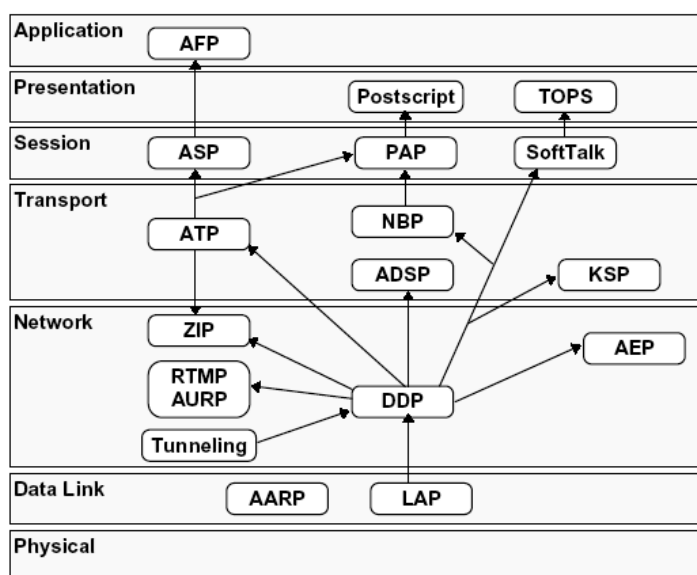 Application
AFP
Presentation
Postscript
TOPS
Session
ASP
PAP
SoftTalk
Transport
ATP
NBP
ADSP
KSP
Network
ZIP
AEP
RTMP
AURP
DDP
Tunneling
Data Link
AARP
LAP
Physical